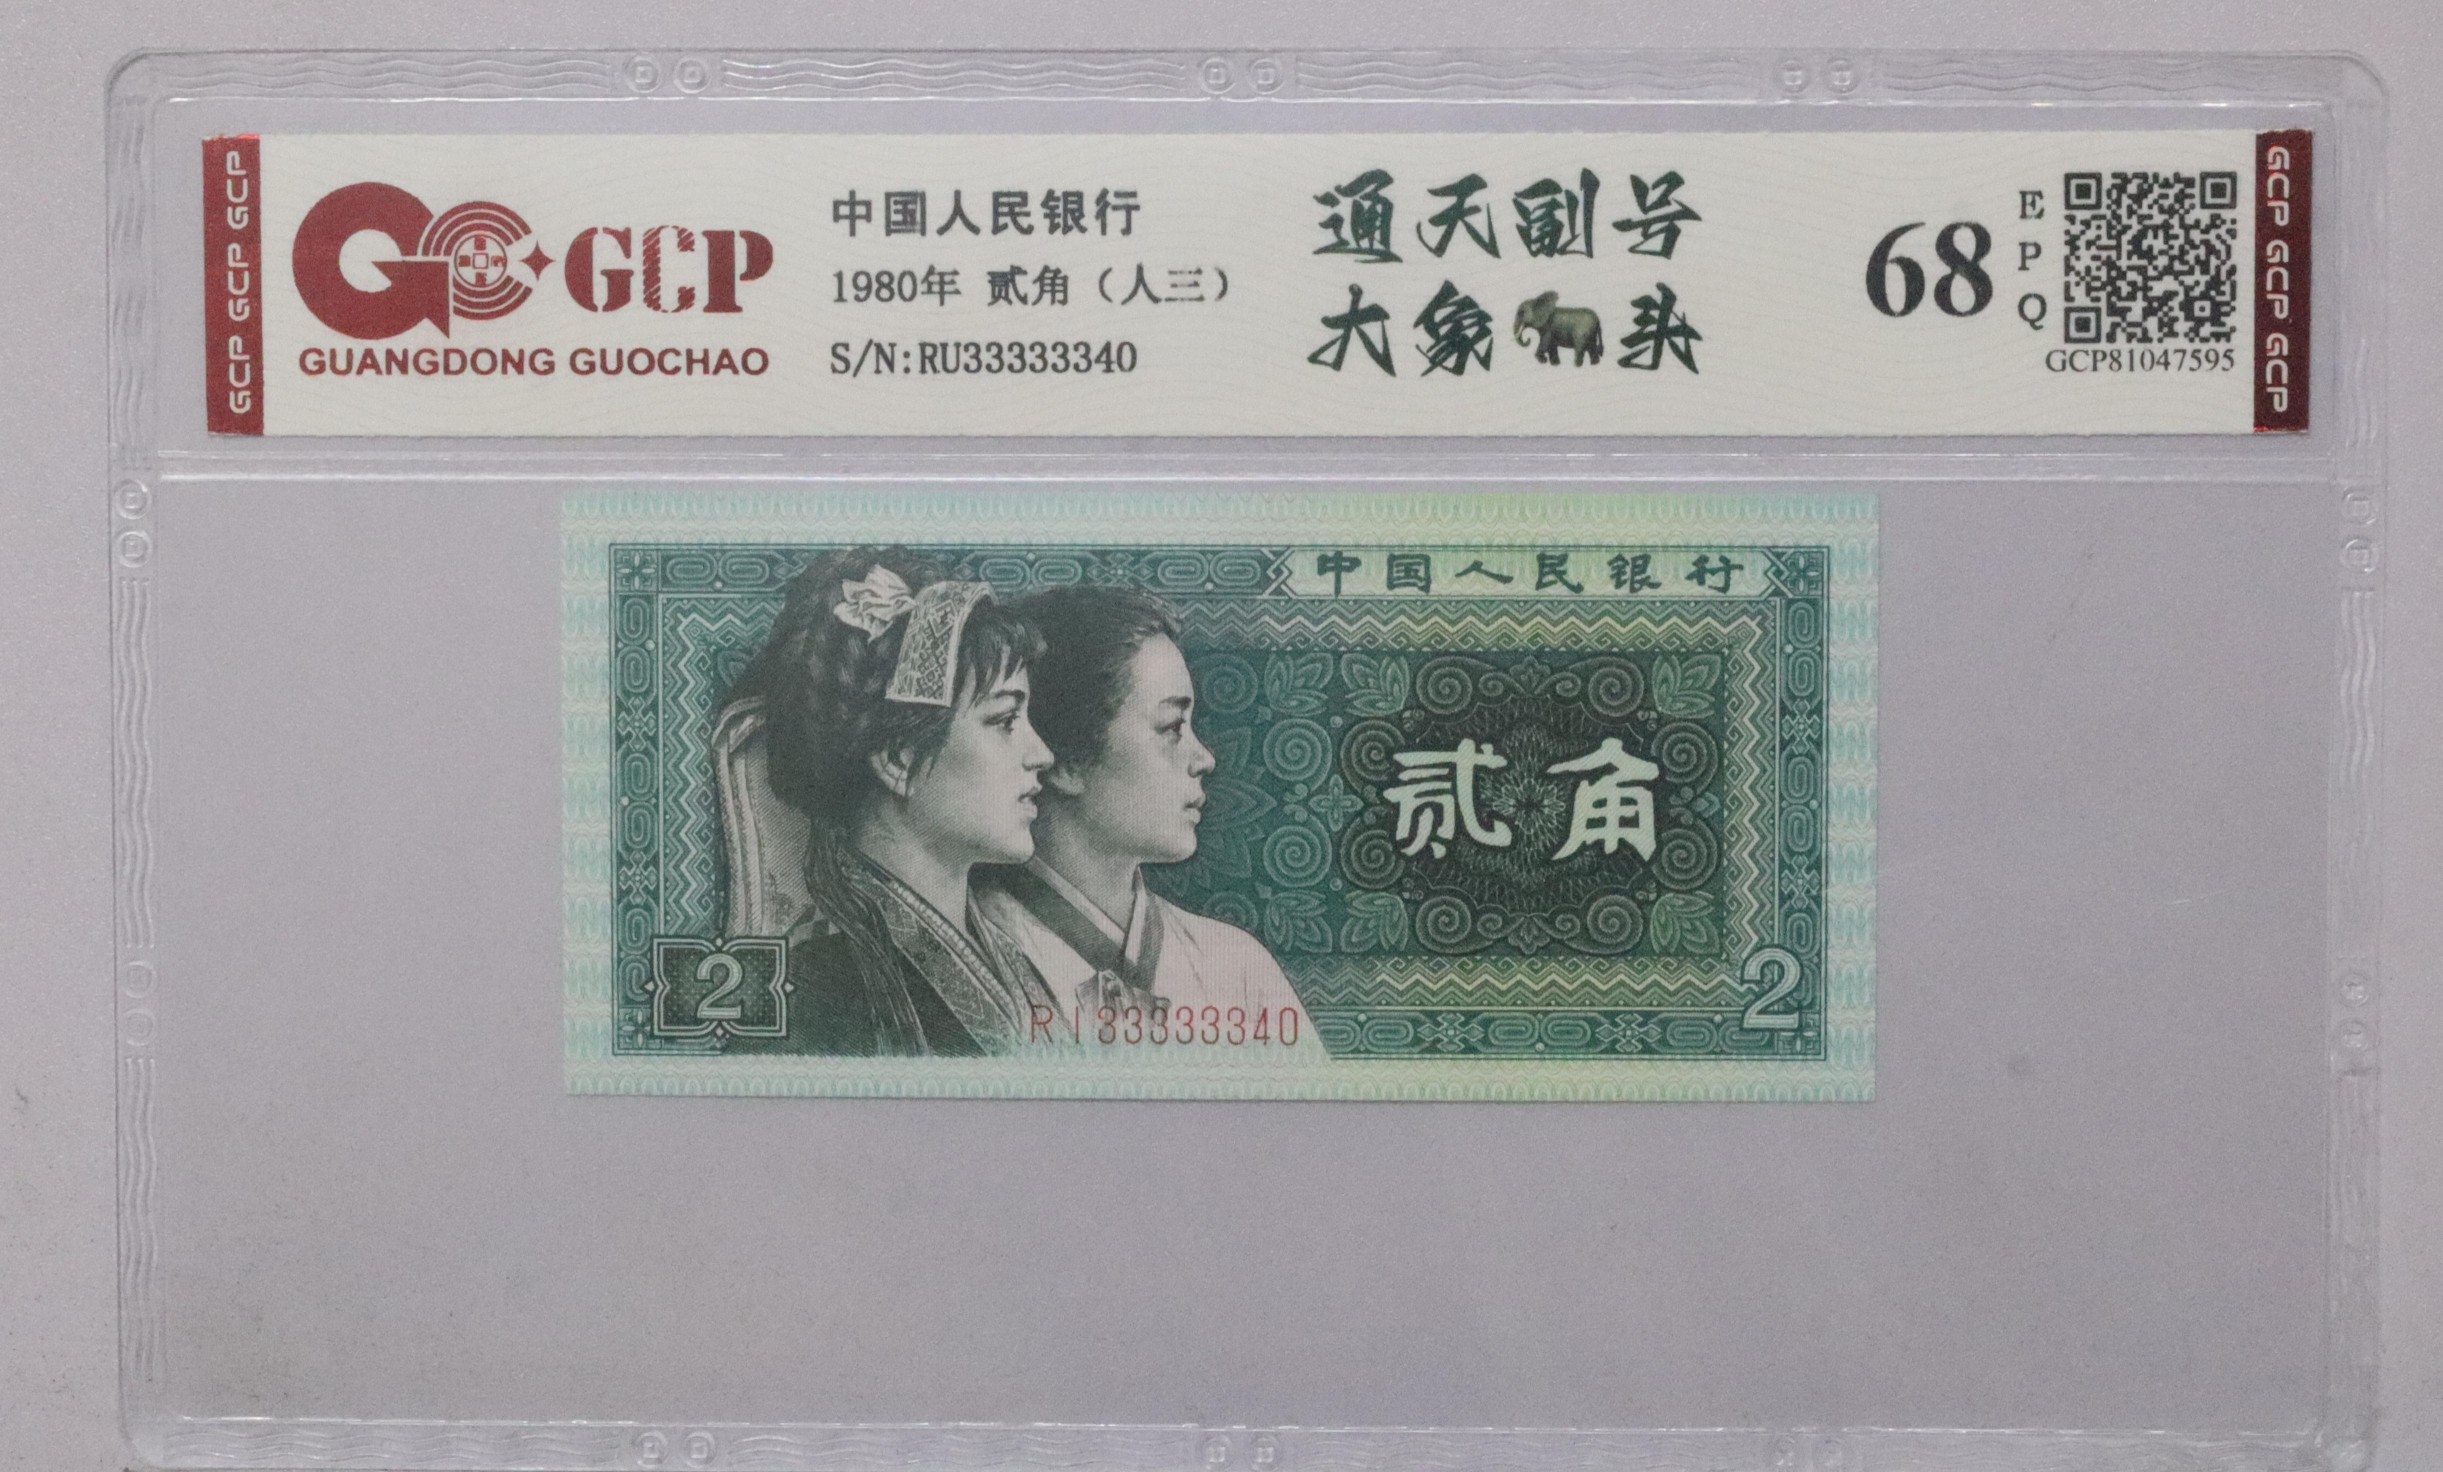 GCP GCP GCP
GCP
GUANGDONG GUOCHAO
中国人民银行
1980年 贰角（人三）
S/N:RU33333340
通天副号
大象头
68
E
P
Q
GCP81047595
GCP GCP GCP
中国人民银行
贰角
2
2